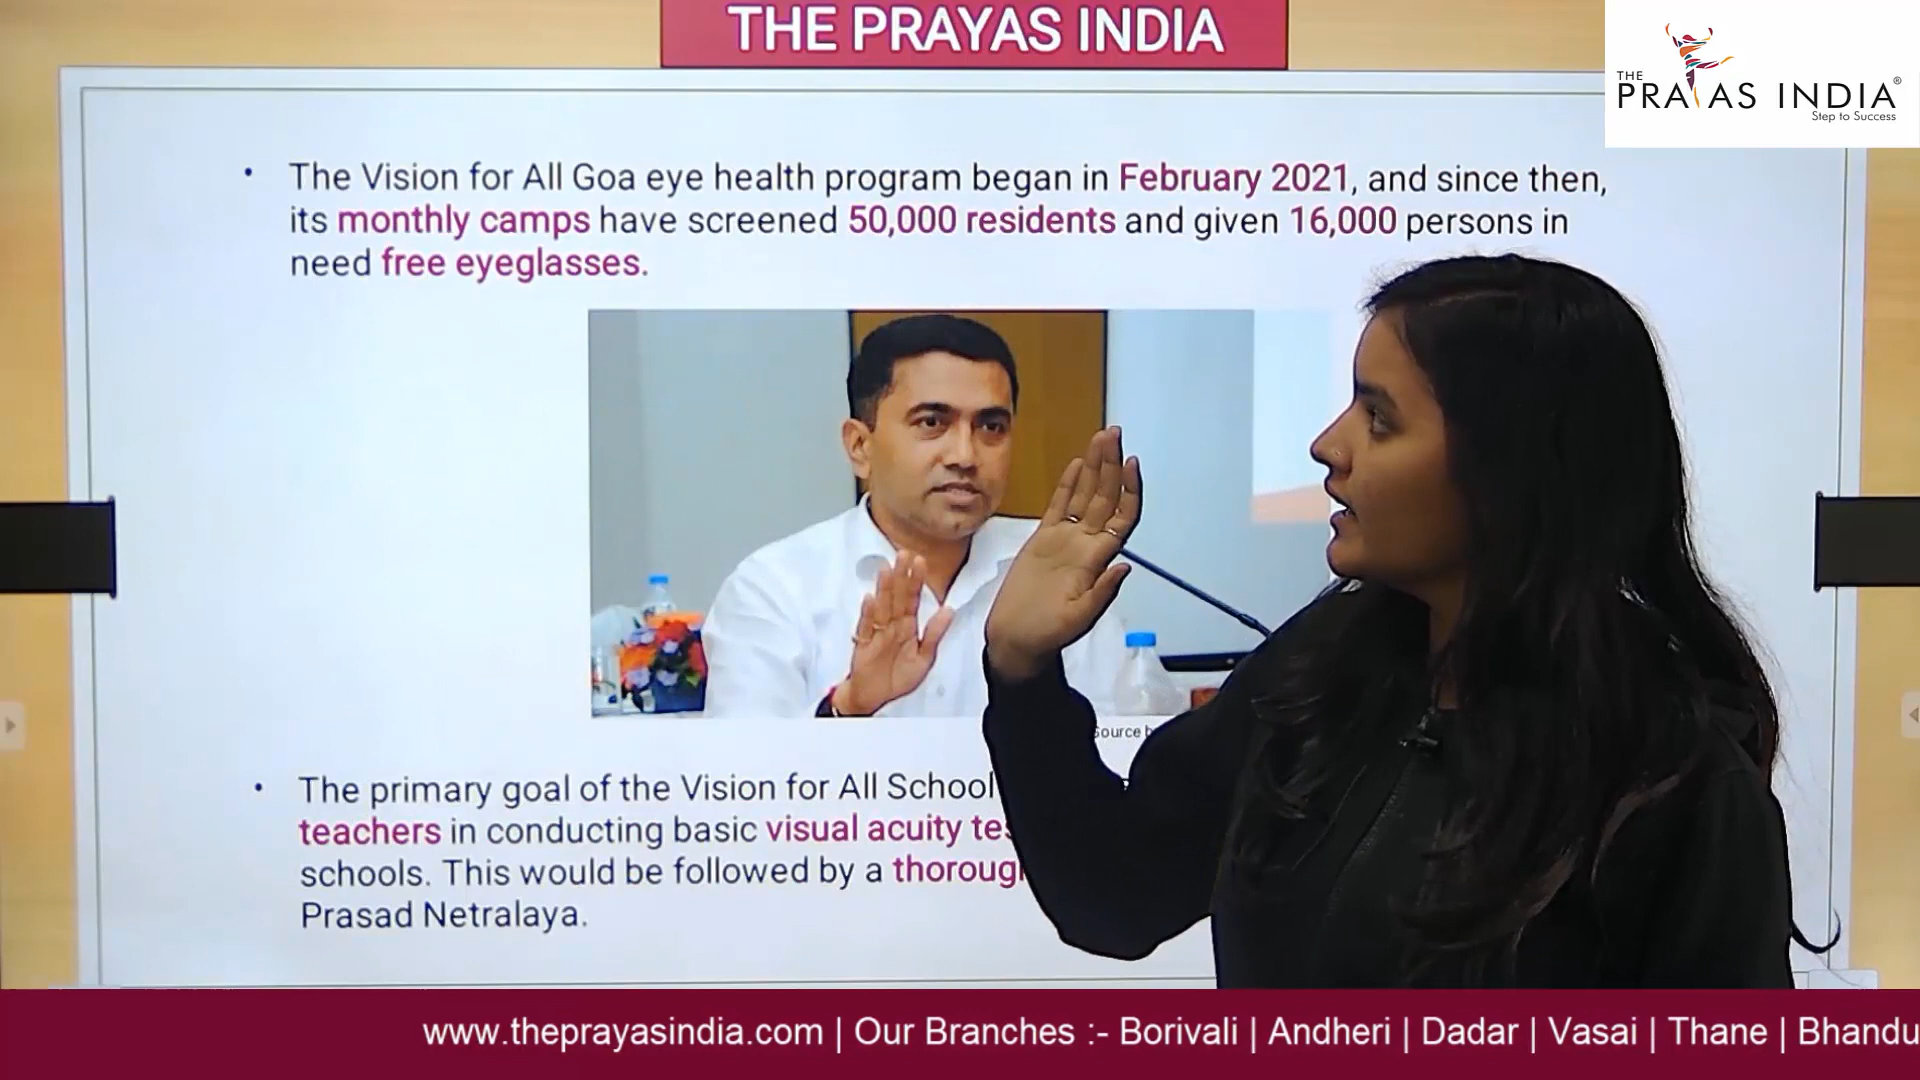 THE PRAYAS INDIA
THE
PRAYAS INDIA®
Step to Success
• The Vision for All Goa eye health program began in February 2021, and since then,
its monthly camps have screened 50,000 residents and given 16,000 persons in
need free eyeglasses.
Source
• The primary goal of the Vision for All School
teachers in conducting basic visual acuity
schools. This would be followed by a
Prasad Netralaya.
www.theprayasindia.com | Our Branches :- Borivali | Andheri | Dadar | Vasai | Thane | Bhandu